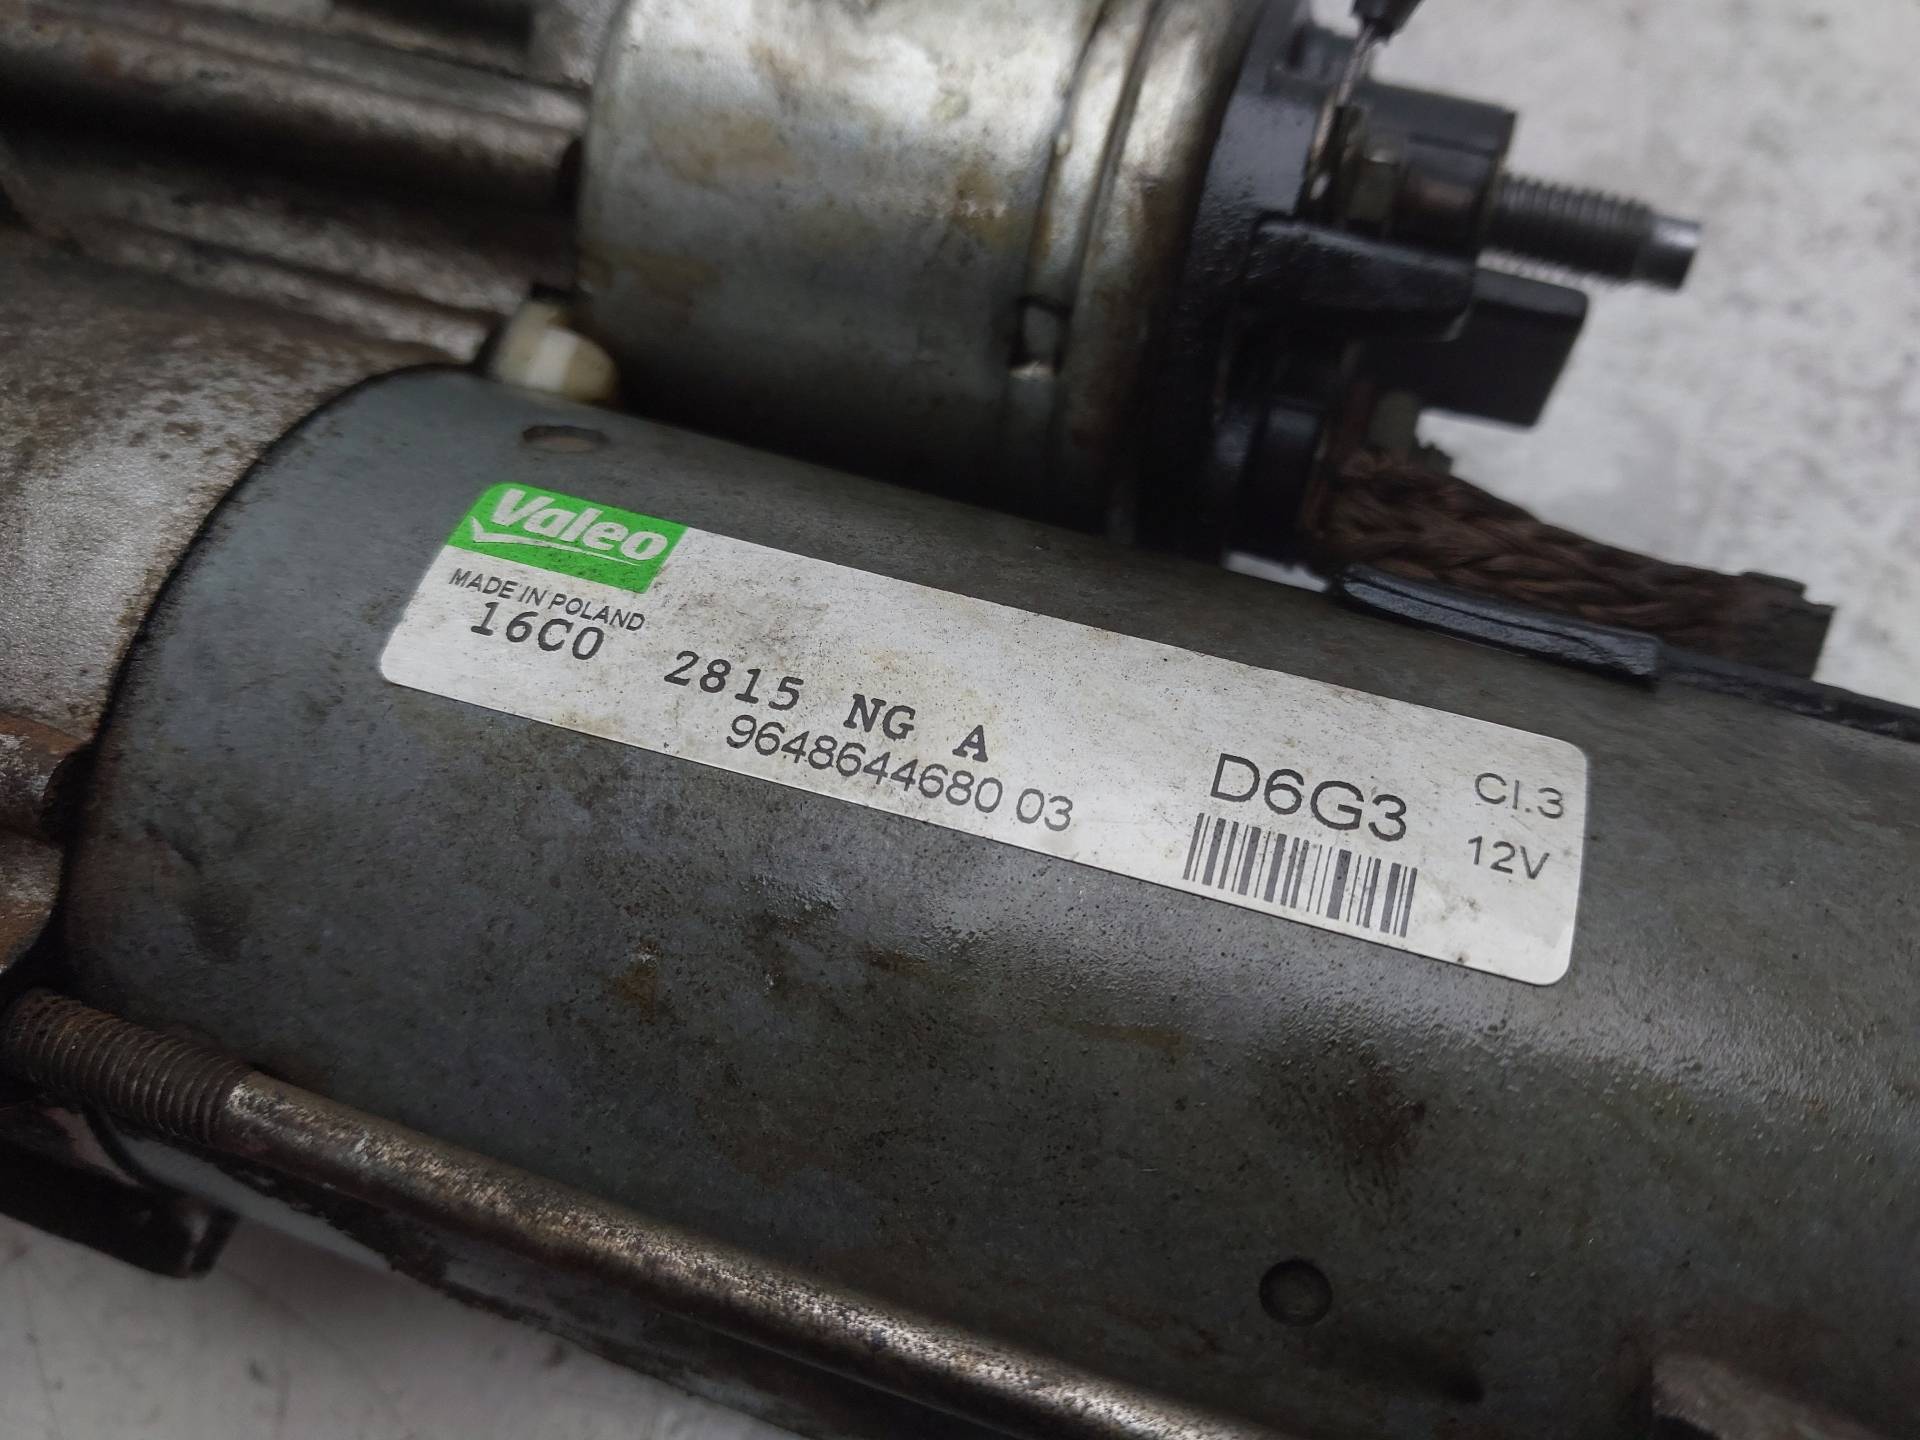 Valeo
MADE IN POLAND
16C0 2815 NG A
9648644680 03
D6G3
Cl.3
12V